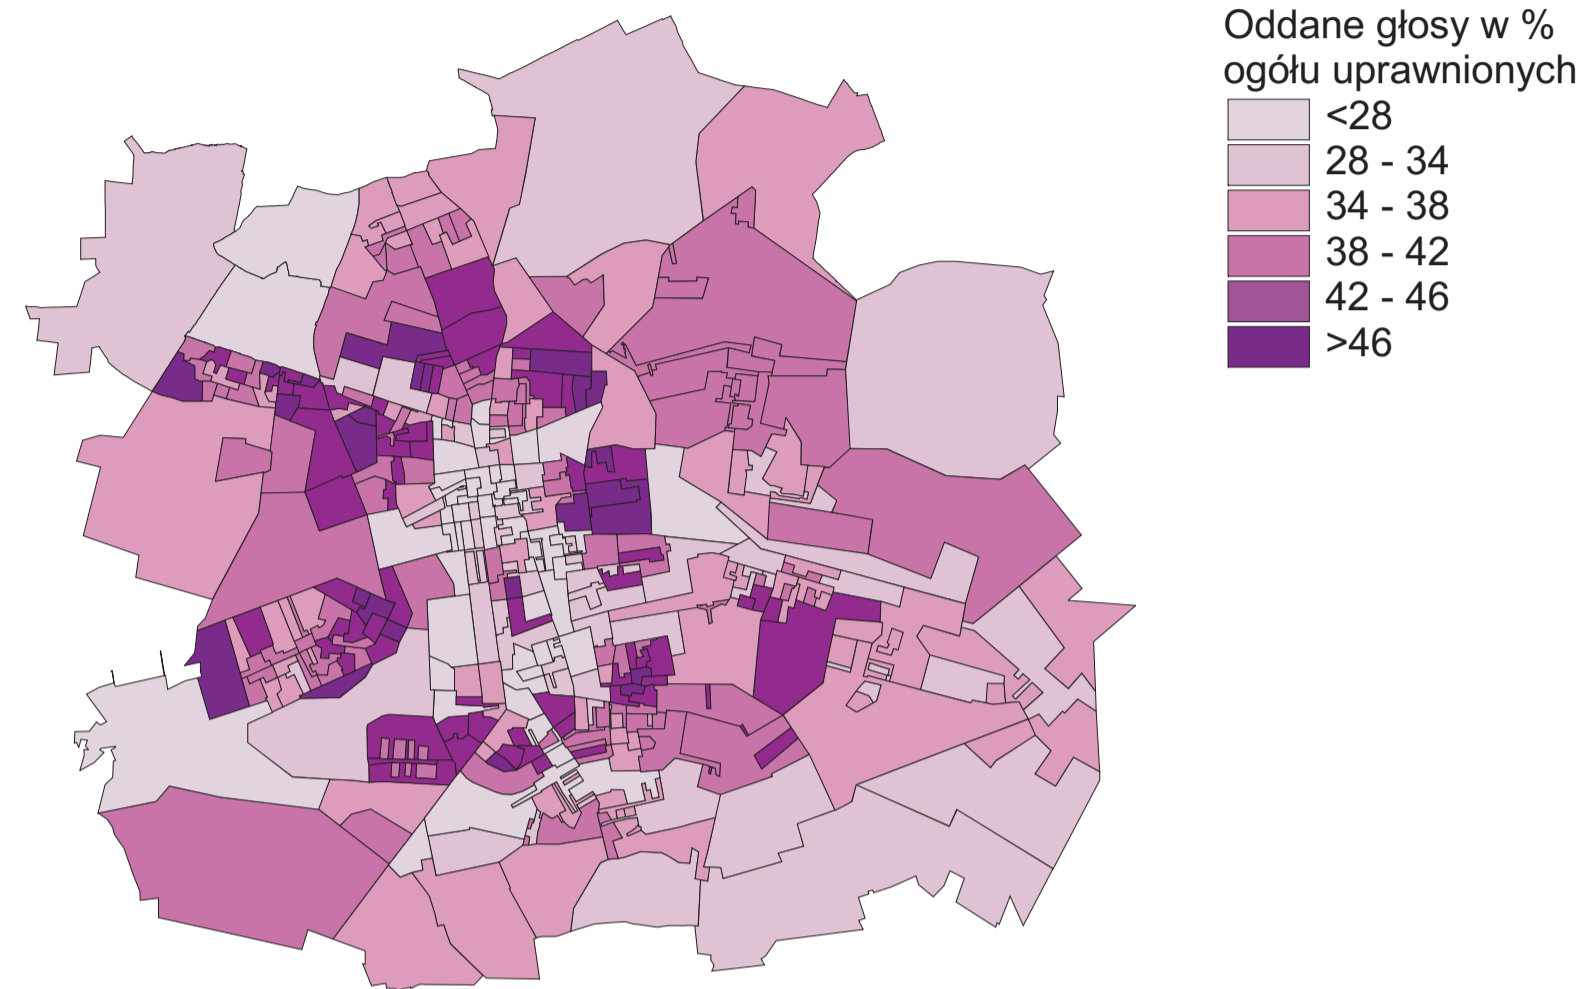 Oddane głosy w %
ogółu uprawnionych
<28
28 - 34
34 - 38
38 - 42
42 - 46
>46